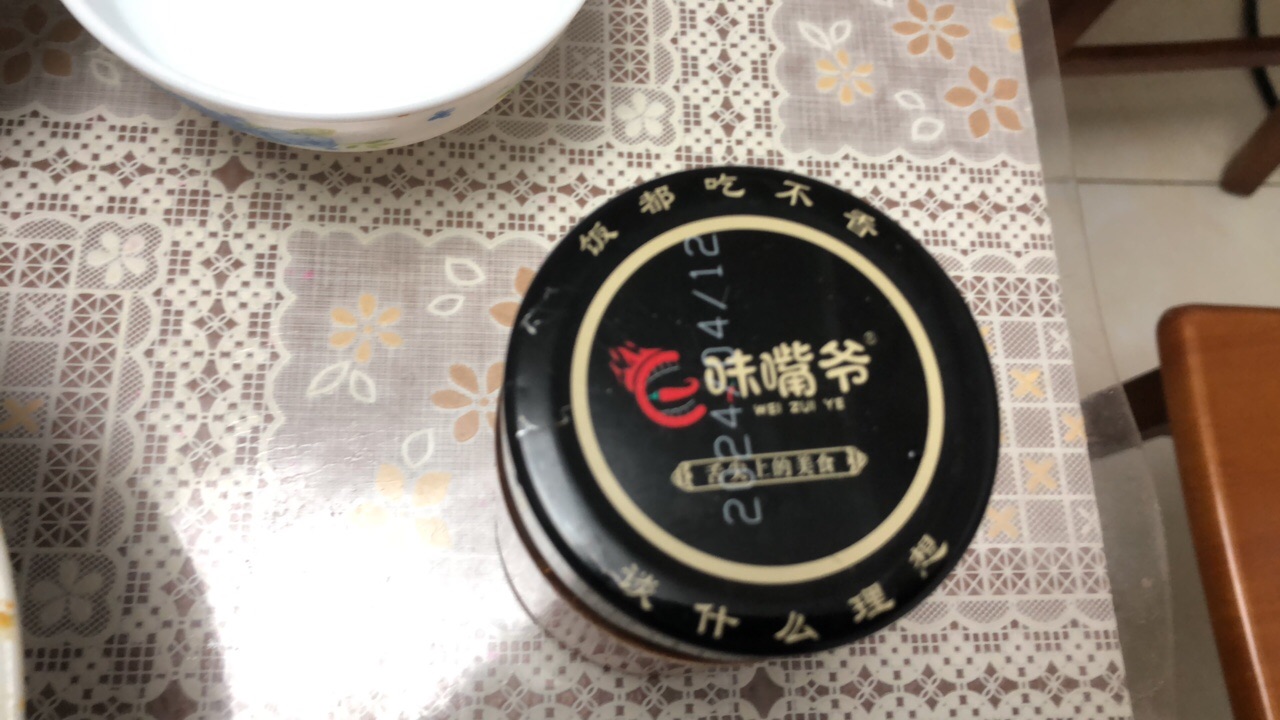 饭都吃不香
味嘴爷®
WEI ZUI YE
舌尖上的美食
谈什么理想
2024/04/12